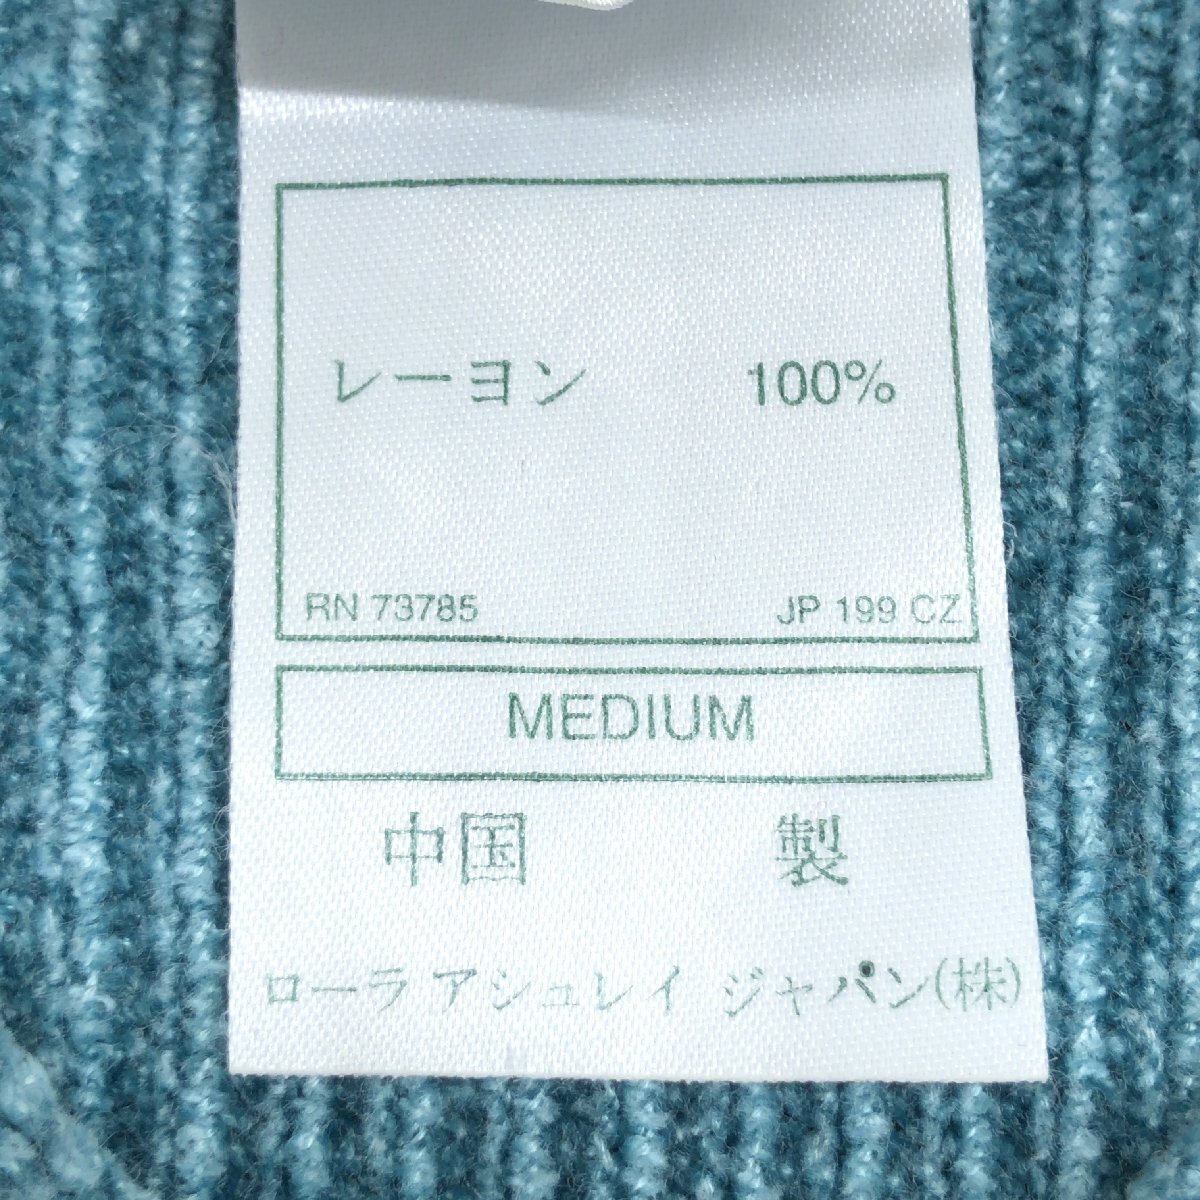 レーヨン 100%
RN 73785 JP 199 CZ
MEDIUM
中国 製
ローラ アシュレイ ジャパン(株)